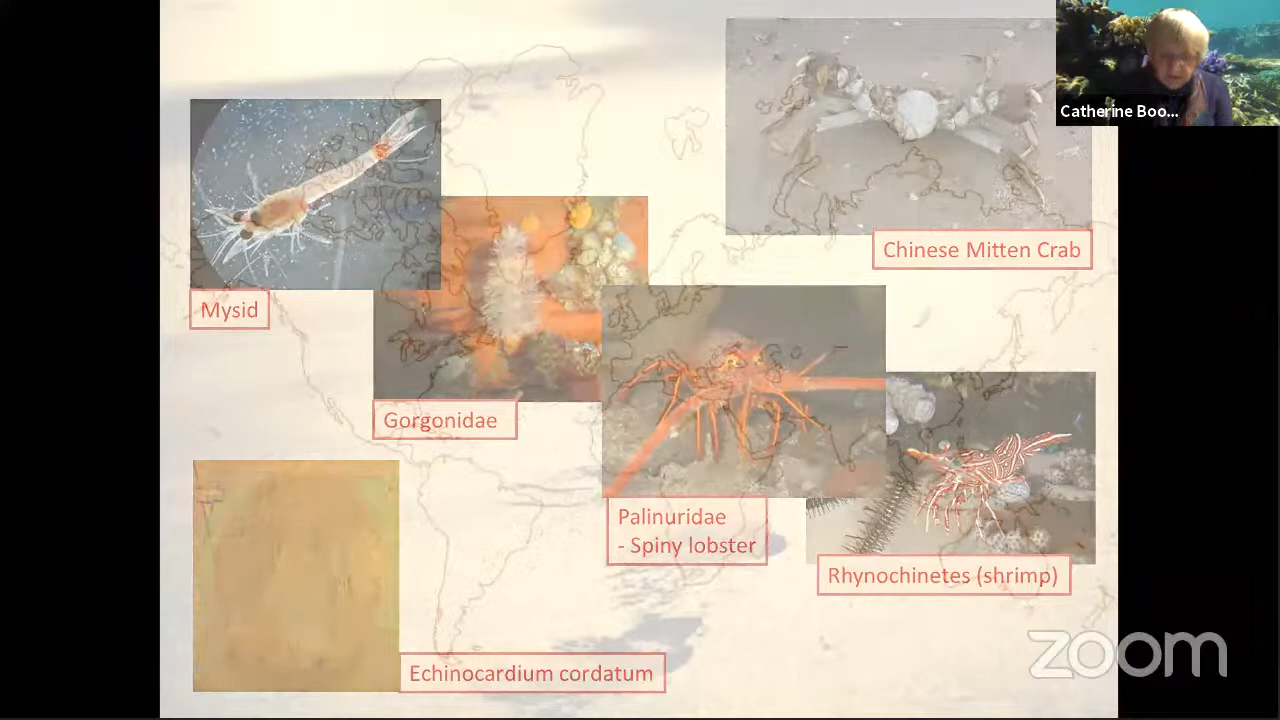 Catherine Boo...
Chinese Mitten Crab
Mysid
Gorgonidae
Palinuridae
- Spiny lobster
Rhynochinetes (shrimp)
Echinocardium cordatum
zoom